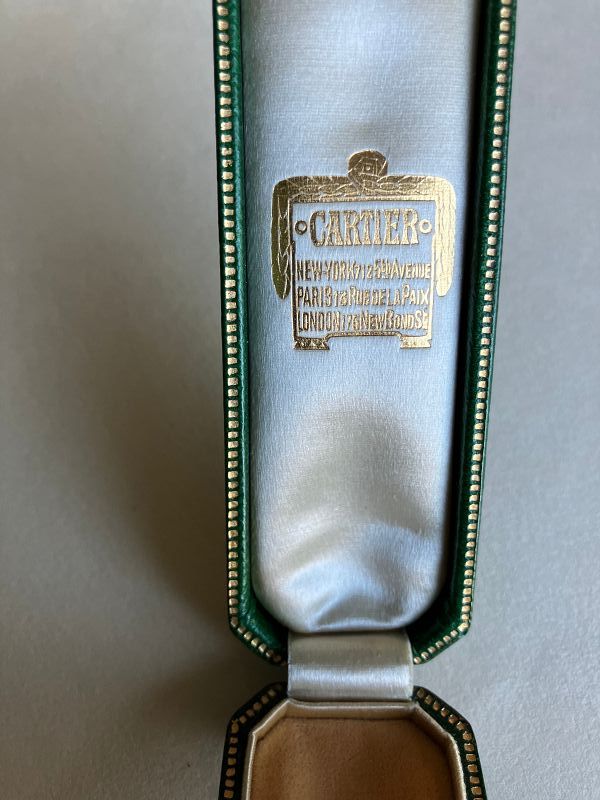 CARTIER
NEW-YORK 712 5th AVENUE
PARIS 13 RUE DE LA PAIX
LONDON 175 NEW BOND St